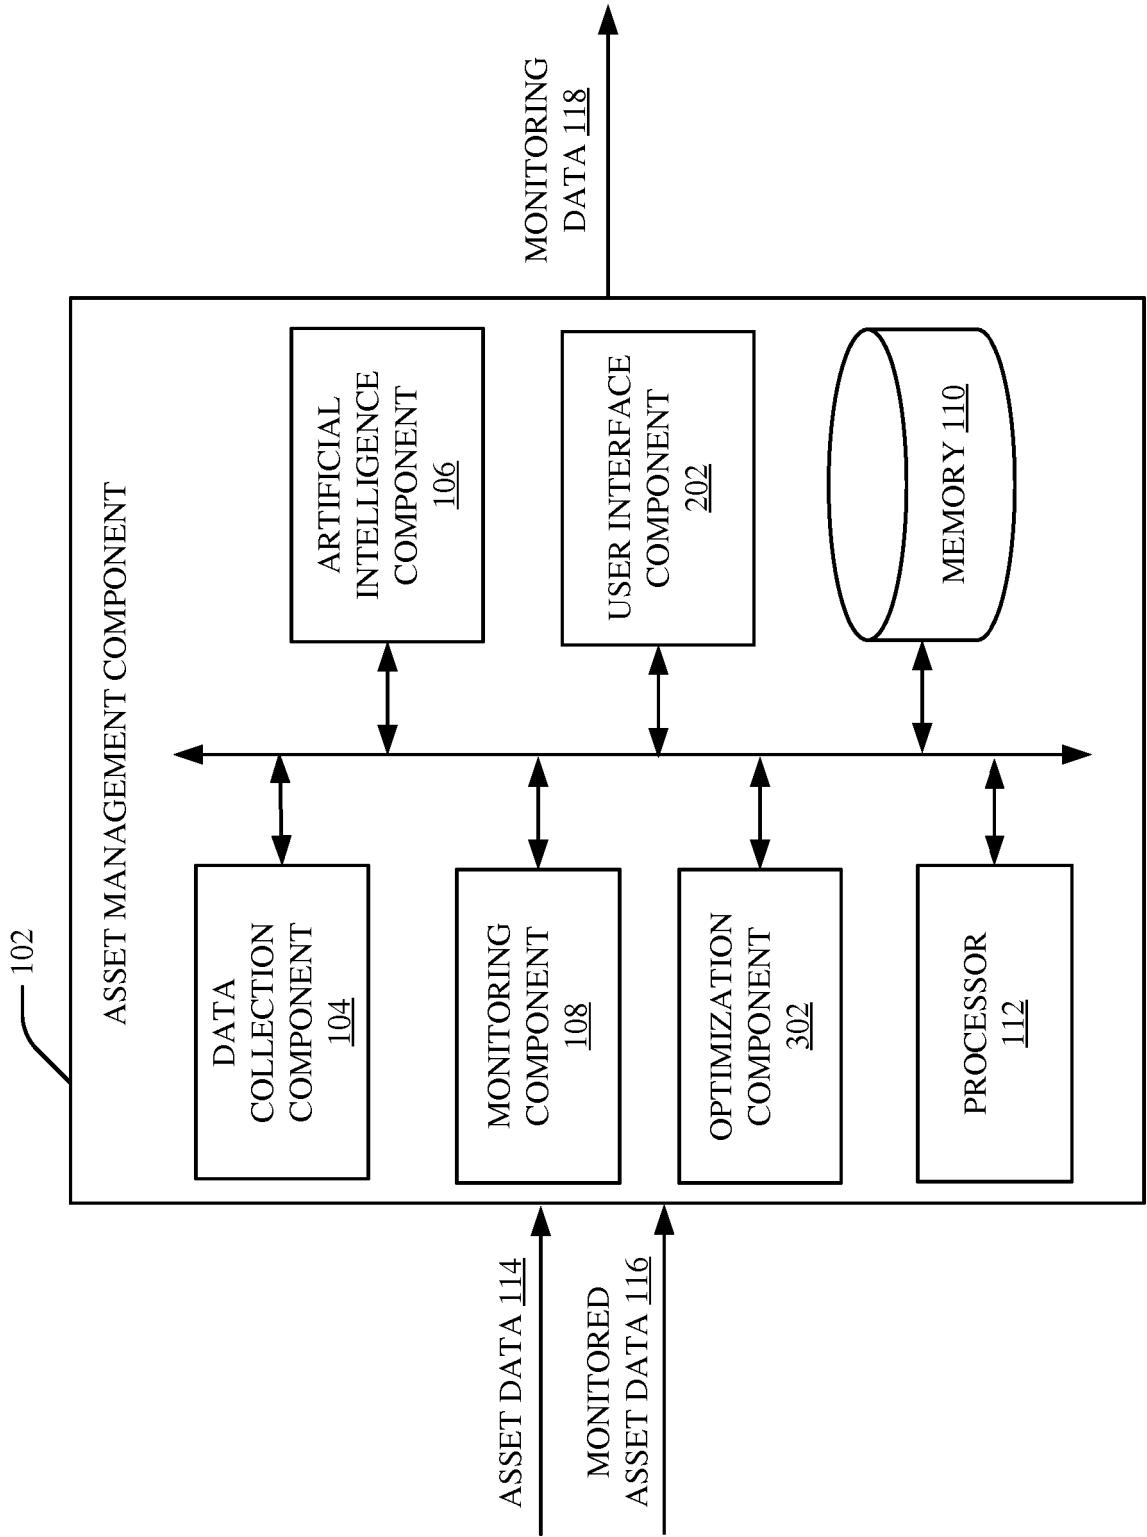 102
ASSET MANAGEMENT COMPONENT
DATA
COLLECTION
COMPONENT
104
ARTIFICIAL
INTELLIGENCE
COMPONENT
106
ASSET DATA 114
MONITORED
ASSET DATA 116
MONITORING
COMPONENT
108
USER INTERFACE
COMPONENT
202
MONITORING
DATA 118
OPTIMIZATION
COMPONENT
302
PROCESSOR
112
MEMORY 110